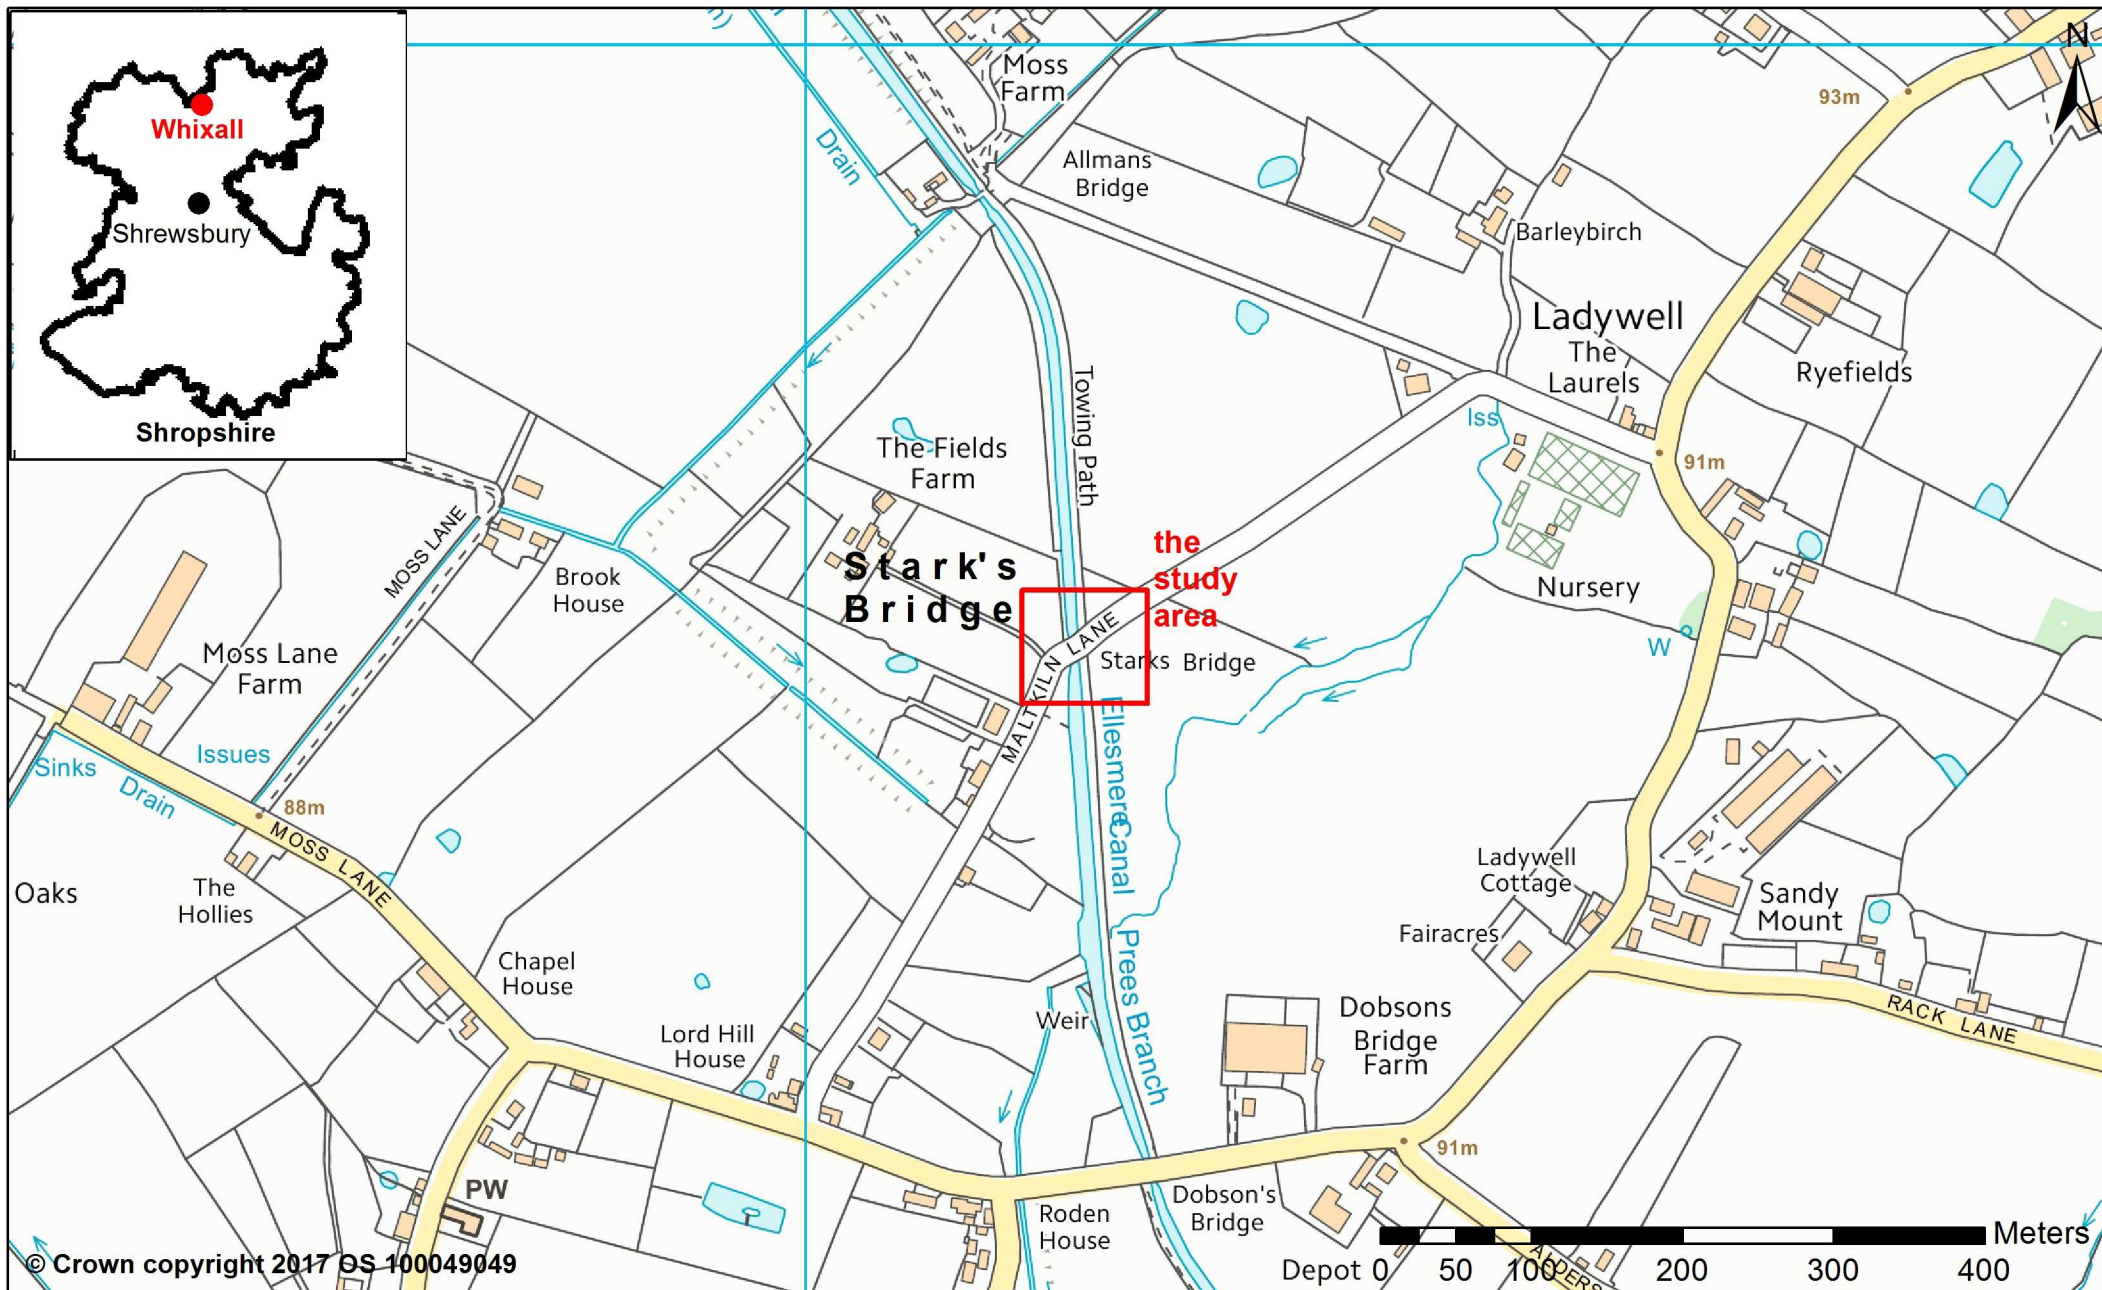 Whixall
Shrewsbury
Shropshire
Moss
Farm
N
93m
Drain
Allmans
Bridge
Barleybirch
Ladywell
The
Laurels
Ryefields
Towing Path
Iss
91m
The Fields
Farm
Stark's
Bridge
the
study
area
MOSS LANE
Brook
House
Nursery
W
MALTKILN LANE
Starks Bridge
Moss Lane
Farm
Issues
Sinks
Drain
88m
MOSS LANE
Ellesmere Canal
Prees Branch
Oaks
The
Hollies
Ladywell
Cottage
Sandy
Mount
Fairacres
Chapel
House
Lord Hill
House
Weir
Dobsons
Bridge
Farm
RACK LANE
91m
PW
Dobson's
Bridge
Roden
House
ALDERS
Meters
Depot
0 50 100 200 300 400
© Crown copyright 2017 OS 100049049